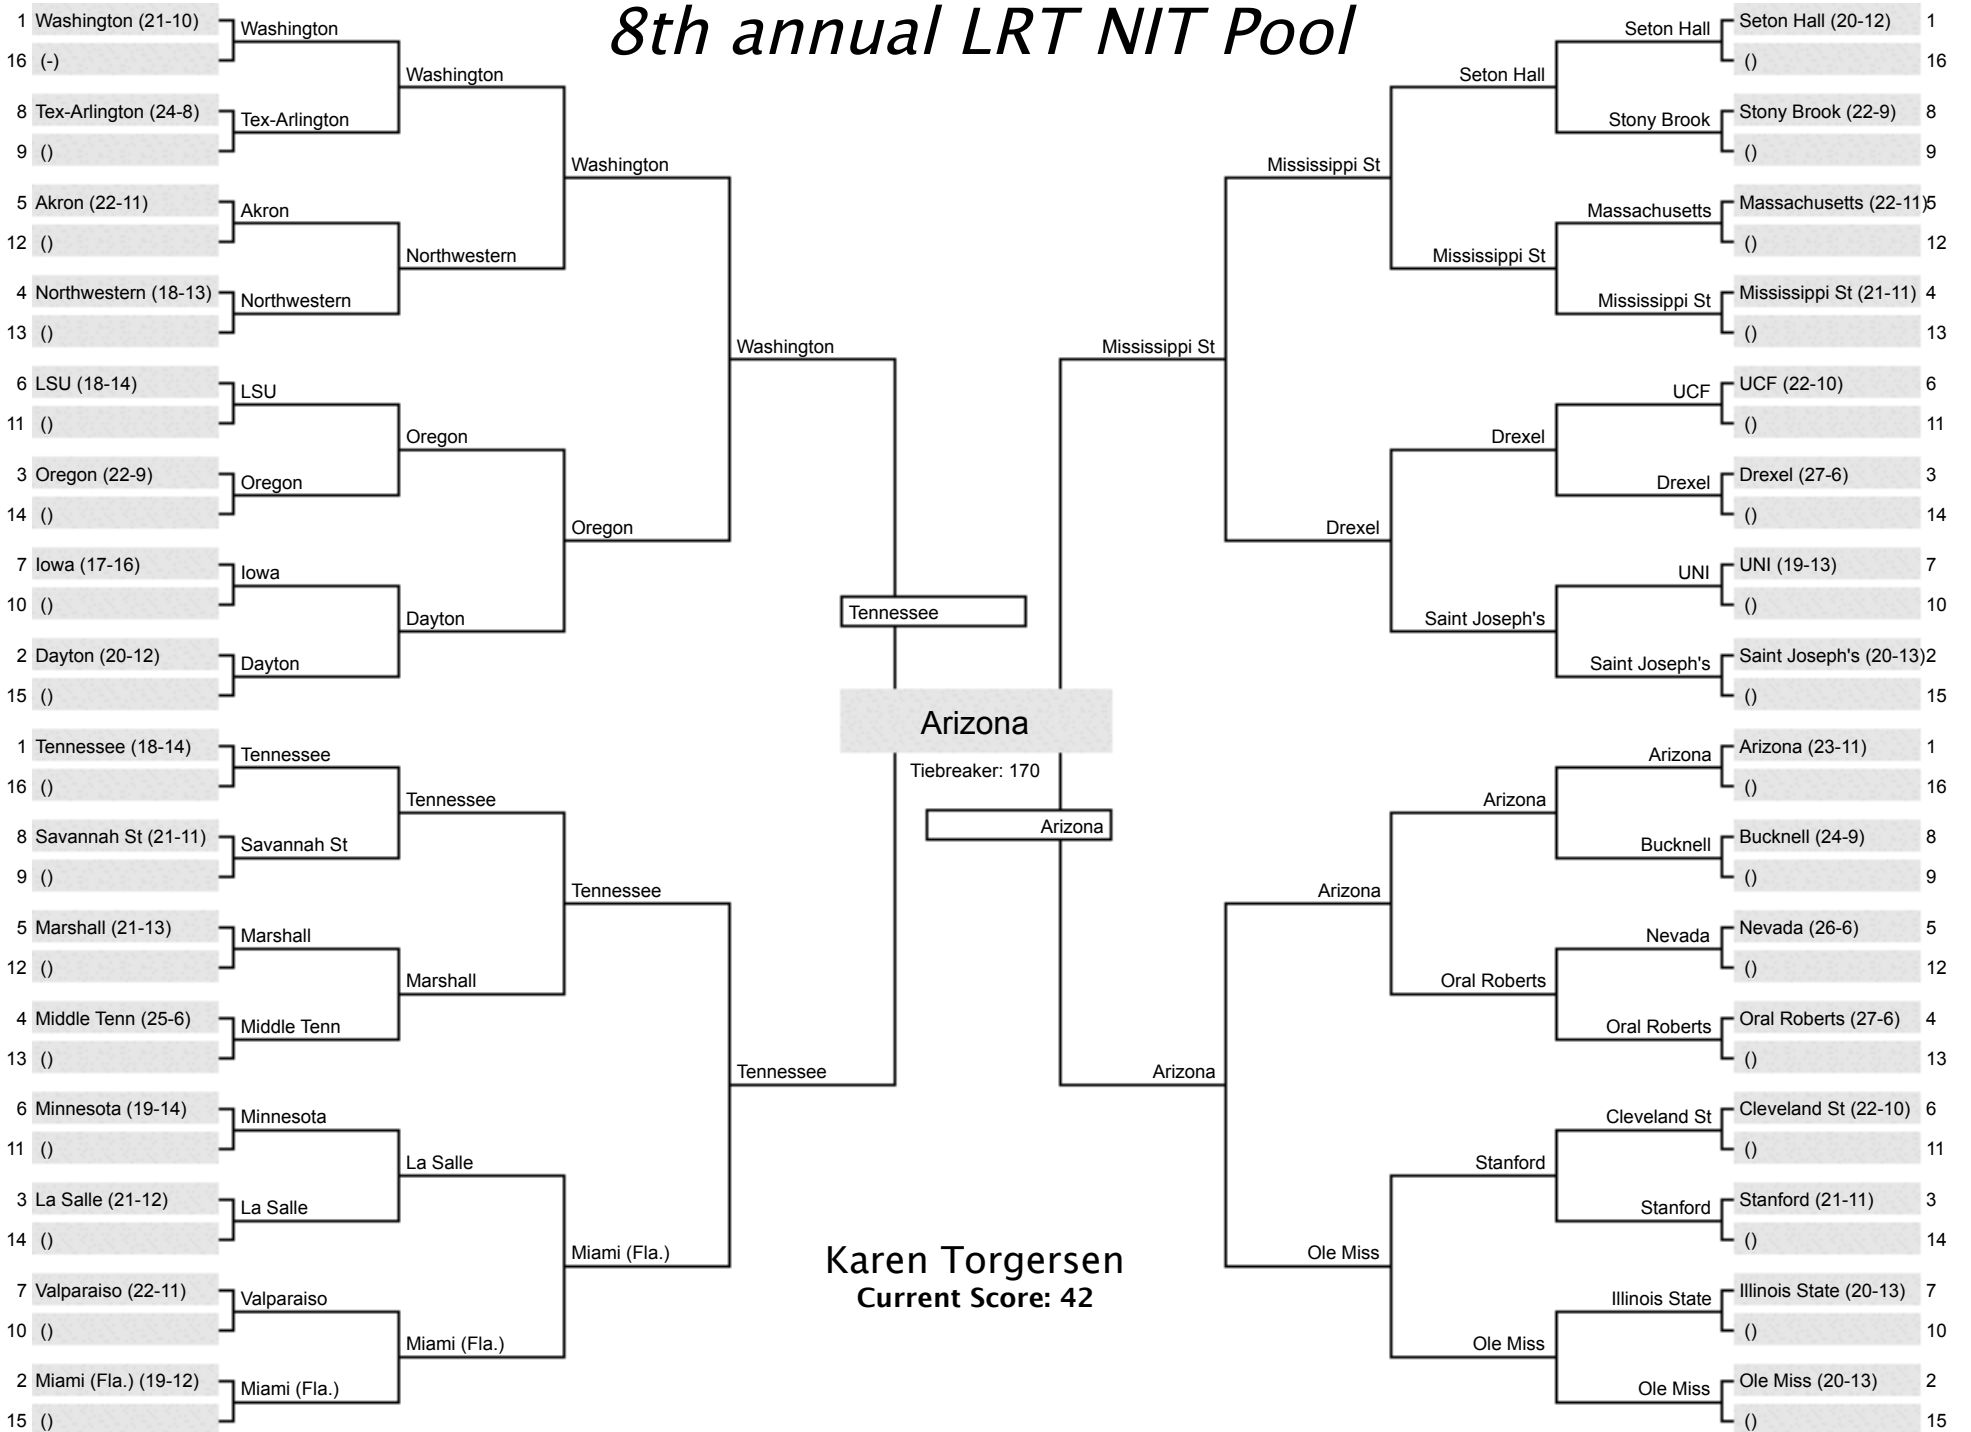 8th annual LRT NIT Pool
1 Washington (21-10)
16 (-)
8 Tex-Arlington (24-8)
9 ()
5 Akron (22-11)
12 ()
4 Northwestern (18-13)
13 ()
6 LSU (18-14)
11 ()
3 Oregon (22-9)
14 ()
7 Iowa (17-16)
10 ()
2 Dayton (20-12)
15 ()
1 Tennessee (18-14)
16 ()
8 Savannah St (21-11)
9 ()
5 Marshall (21-13)
12 ()
4 Middle Tenn (25-6)
13 ()
6 Minnesota (19-14)
11 ()
3 La Salle (21-12)
14 ()
7 Valparaiso (22-11)
10 ()
2 Miami (Fla.) (19-12)
15 ()
Washington
Tex-Arlington
Akron
Northwestern
LSU
Oregon
Iowa
Dayton
Tennessee
Savannah St
Marshall
Middle Tenn
Minnesota
La Salle
Valparaiso
Miami (Fla.)
Washington
Northwestern
Oregon
Dayton
Tennessee
Marshall
La Salle
Miami (Fla.)
Washington
Oregon
Tennessee
Miami (Fla.)
Washington
Tennessee
Tennessee
Arizona
Tiebreaker: 170
Arizona
Karen Torgersen
Current Score: 42
Mississippi St
Arizona
Mississippi St
Drexel
Arizona
Ole Miss
Seton Hall
Mississippi St
Drexel
Saint Joseph's
Arizona
Oral Roberts
Stanford
Ole Miss
Seton Hall
Stony Brook
Massachusetts
Mississippi St
UCF
Drexel
UNI
Saint Joseph's
Arizona
Bucknell
Nevada
Oral Roberts
Cleveland St
Stanford
Illinois State
Ole Miss
Seton Hall (20-12) 1
() 16
Stony Brook (22-9) 8
() 9
Massachusetts (22-11) 5
() 12
Mississippi St (21-11) 4
() 13
UCF (22-10) 6
() 11
Drexel (27-6) 3
() 14
UNI (19-13) 7
() 10
Saint Joseph's (20-13) 2
() 15
Arizona (23-11) 1
() 16
Bucknell (24-9) 8
() 9
Nevada (26-6) 5
() 12
Oral Roberts (27-6) 4
() 13
Cleveland St (22-10) 6
() 11
Stanford (21-11) 3
() 14
Illinois State (20-13) 7
() 10
Ole Miss (20-13) 2
() 15